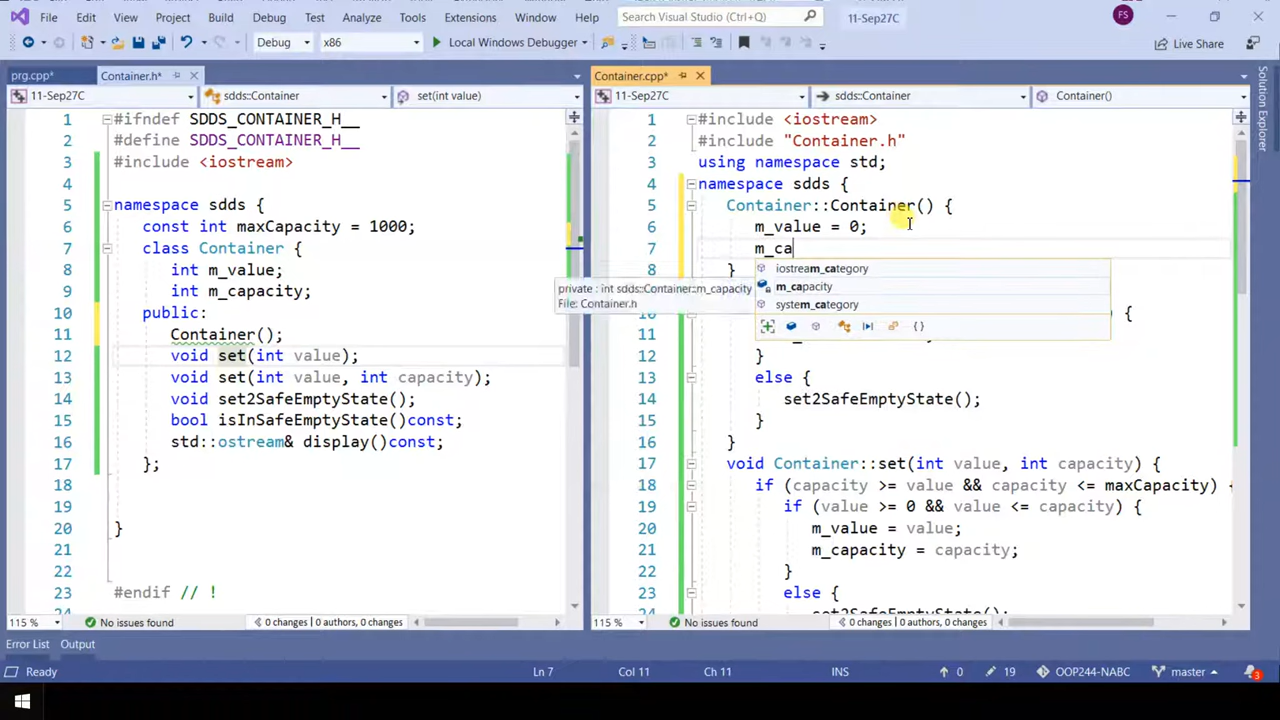 File Edit View Project Build Debug Test Analyze Tools Extensions Window Help Search Visual Studio (Ctrl+Q) 11-Sep27C FS
Debug x86 Local Windows Debugger Live Share
prg.cpp* Container.h*
11-Sep27C sdds::Container set(int value)
1 #ifndef SDDS_CONTAINER_H__
2 #define SDDS_CONTAINER_H__
3 #include <iostream>
4
5 namespace sdds {
6 const int maxCapacity = 1000;
7 class Container {
8 int m_value;
9 int m_capacity;
10 public:
11 Container();
12 void set(int value);
13 void set(int value, int capacity);
14 void set2SafeEmptyState();
15 bool isInSafeEmptyState()const;
16 std::ostream& display()const;
17 };
18
19
20 }
21
22
23 #endif // !
24
115 % No issues found 0 changes | 0 authors, 0 changes
Container.cpp*
11-Sep27C sdds::Container Container()
1 #include <iostream>
2 #include "Container.h"
3 using namespace std;
4 namespace sdds {
5 Container::Container() {
6 m_value = 0;
7 m_ca
8 }
iostream_category
m_capacity
system_category
private : int sdds::Container::m_capacity
File: Container.h
10 {
11
12 }
13 else {
14 set2SafeEmptyState();
15 }
16 }
17 void Container::set(int value, int capacity) {
18 if (capacity >= value && capacity <= maxCapacity) {
19 if (value >= 0 && value <= capacity) {
20 m_value = value;
21 m_capacity = capacity;
22 }
23 else {
24 set2SafeEmptyState();
115 % No issues found 0 changes | 0 authors, 0 changes
Solution Explorer
Error List Output
Ready Ln 7 Col 11 Ch 11 INS 0 19 OOP244-NABC master 3